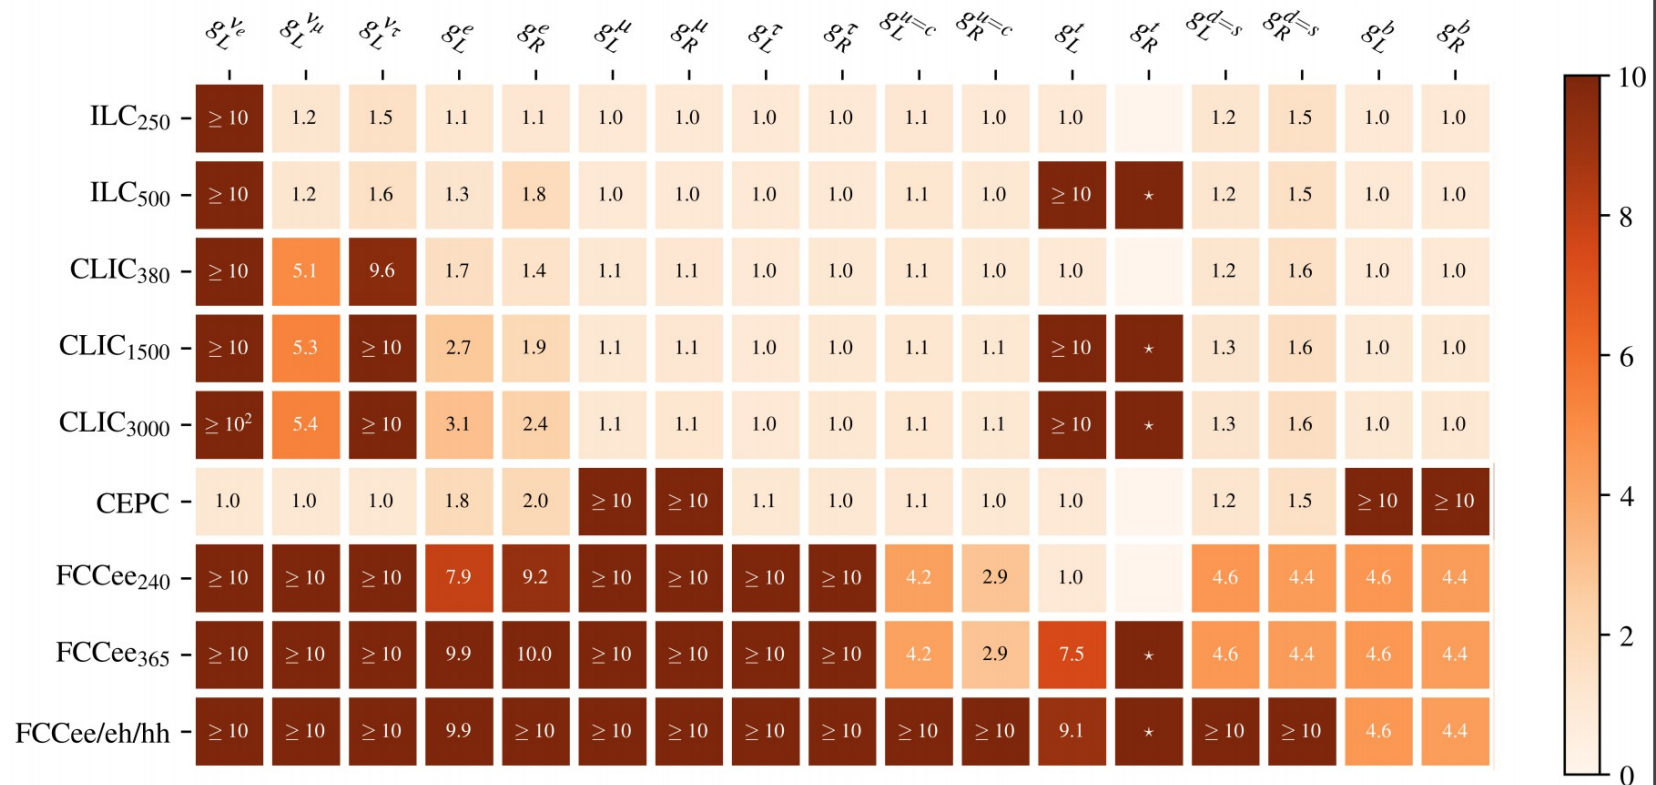 g_L^{ν_e} g_L^{ν_μ} g_L^{ν_τ} g_L^e g_R^e g_L^μ g_R^μ g_L^τ g_R^τ g_L^{u=c} g_R^{u=c} g_L^t g_R^t g_L^{d=s} g_R^{d=s} g_L^b g_R^b
ILC250 ≥ 10 1.2 1.5 1.1 1.1 1.0 1.0 1.0 1.0 1.1 1.0 1.0 1.2 1.5 1.0 1.0
ILC500 ≥ 10 1.2 1.6 1.3 1.8 1.0 1.0 1.0 1.0 1.1 1.0 ≥ 10 ⋆ 1.2 1.5 1.0 1.0
CLIC380 ≥ 10 5.1 9.6 1.7 1.4 1.1 1.1 1.0 1.0 1.1 1.0 1.0 1.2 1.6 1.0 1.0
CLIC1500 ≥ 10 5.3 ≥ 10 2.7 1.9 1.1 1.1 1.0 1.0 1.1 1.1 ≥ 10 ⋆ 1.3 1.6 1.0 1.0
CLIC3000 ≥ 10² 5.4 ≥ 10 3.1 2.4 1.1 1.1 1.0 1.0 1.1 1.1 ≥ 10 ⋆ 1.3 1.6 1.0 1.0
CEPC 1.0 1.0 1.0 1.8 2.0 ≥ 10 ≥ 10 1.1 1.0 1.1 1.0 1.0 1.2 1.5 ≥ 10 ≥ 10
FCCee240 ≥ 10 ≥ 10 ≥ 10 7.9 9.2 ≥ 10 ≥ 10 ≥ 10 ≥ 10 4.2 2.9 1.0 4.6 4.4 4.6 4.4
FCCee365 ≥ 10 ≥ 10 ≥ 10 9.9 10.0 ≥ 10 ≥ 10 ≥ 10 ≥ 10 4.2 2.9 7.5 ⋆ 4.6 4.4 4.6 4.4
FCCee/eh/hh ≥ 10 ≥ 10 ≥ 10 9.9 ≥ 10 ≥ 10 ≥ 10 ≥ 10 ≥ 10 ≥ 10 ≥ 10 9.1 ⋆ ≥ 10 ≥ 10 4.6 4.4
10
8
6
4
2
0